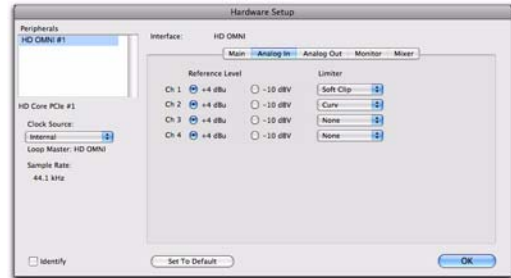 Hardware Setup
Peripherals
HD OMNI #1
HD Core PCIe #1
Clock Source:
Internal
Loop Master: HD OMNI
Sample Rate:
44.1 kHz
Identify
Interface: HD OMNI
Main Analog In Analog Out Monitor Mixer
Reference Level Limiter
Ch 1 +4 dBu -10 dBV Soft Clip
Ch 2 +4 dBu -10 dBV Curv
Ch 3 +4 dBu -10 dBV None
Ch 4 +4 dBu -10 dBV None
Set To Default
OK